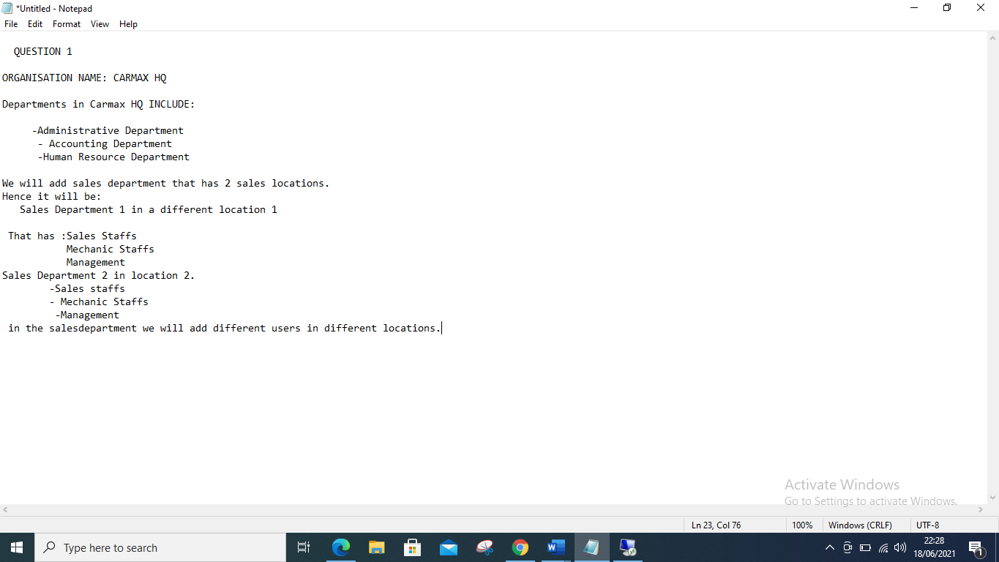 *Untitled - Notepad
File Edit Format View Help
QUESTION 1
ORGANISATION NAME: CARMAX HQ
Departments in Carmax HQ INCLUDE:
-Administrative Department
- Accounting Department
-Human Resource Department
We will add sales department that has 2 sales locations.
Hence it will be:
Sales Department 1 in a different location 1
That has :Sales Staffs
Mechanic Staffs
Management
Sales Department 2 in location 2.
-Sales staffs
- Mechanic Staffs
-Management
in the salesdepartment we will add different users in different locations.
Activate Windows
Go to Settings to activate Windows.
Ln 23, Col 76 100% Windows (CRLF) UTF-8
Type here to search
W
22:28
18/06/2021
1